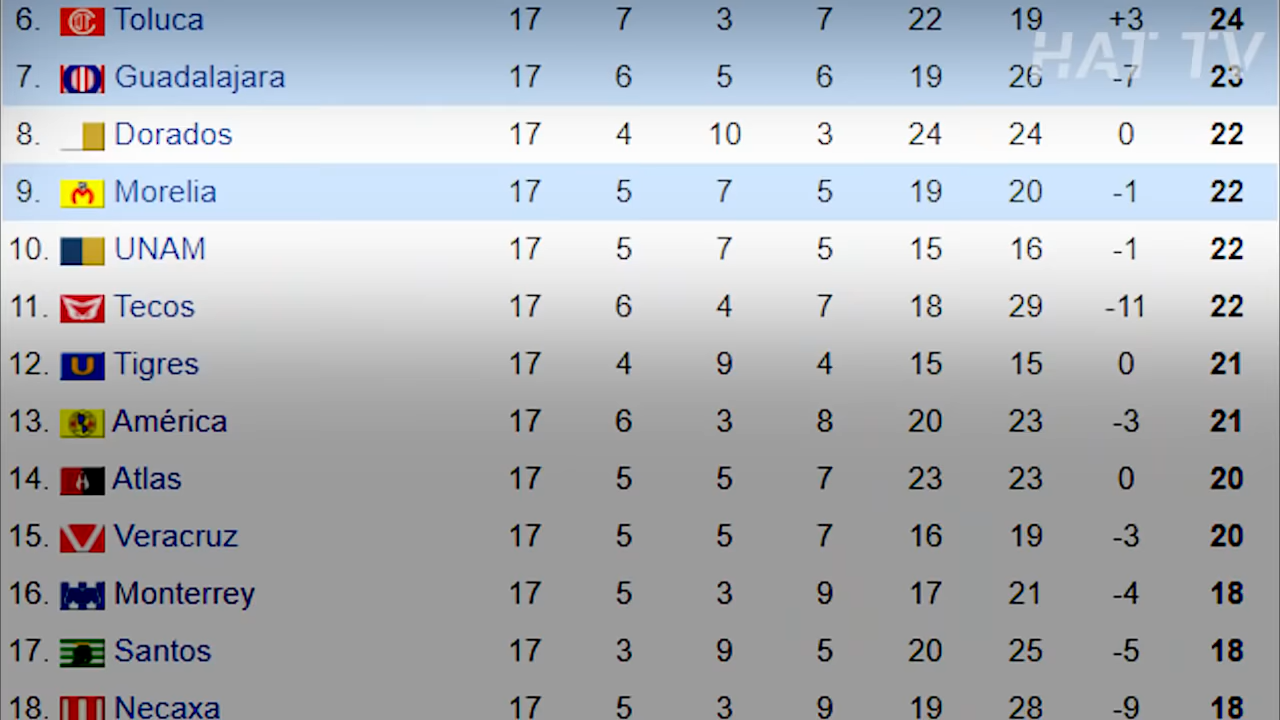 6. Toluca 17 7 3 7 22 19 +3 24
HAT TV
7. Guadalajara 17 6 5 6 19 26 -7 23
8. Dorados 17 4 10 3 24 24 0 22
9. Morelia 17 5 7 5 19 20 -1 22
10. UNAM 17 5 7 5 15 16 -1 22
11. Tecos 17 6 4 7 18 29 -11 22
12. Tigres 17 4 9 4 15 15 0 21
13. América 17 6 3 8 20 23 -3 21
14. Atlas 17 5 5 7 23 23 0 20
15. Veracruz 17 5 5 7 16 19 -3 20
16. Monterrey 17 5 3 9 17 21 -4 18
17. Santos 17 3 9 5 20 25 -5 18
18. Necaxa 17 5 3 9 19 28 -9 18